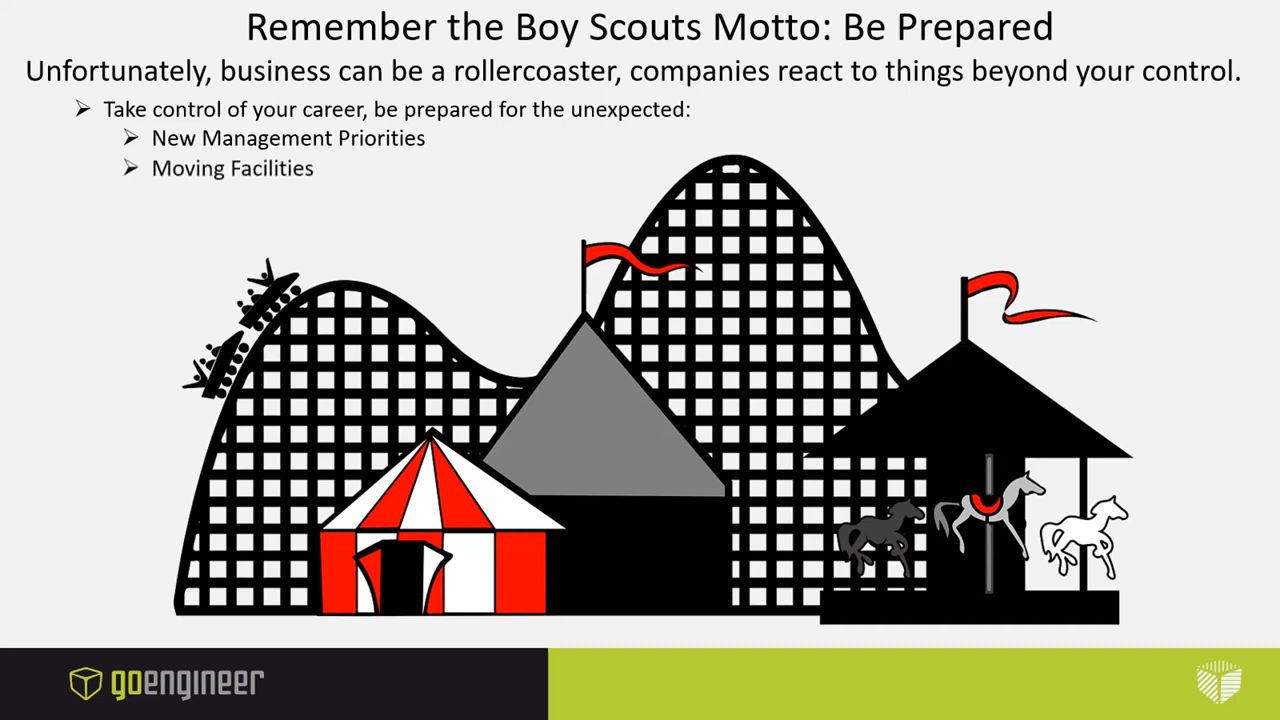 Remember the Boy Scouts Motto: Be Prepared
Unfortunately, business can be a rollercoaster, companies react to things beyond your control.
Take control of your career, be prepared for the unexpected:
New Management Priorities
Moving Facilities
goengineer